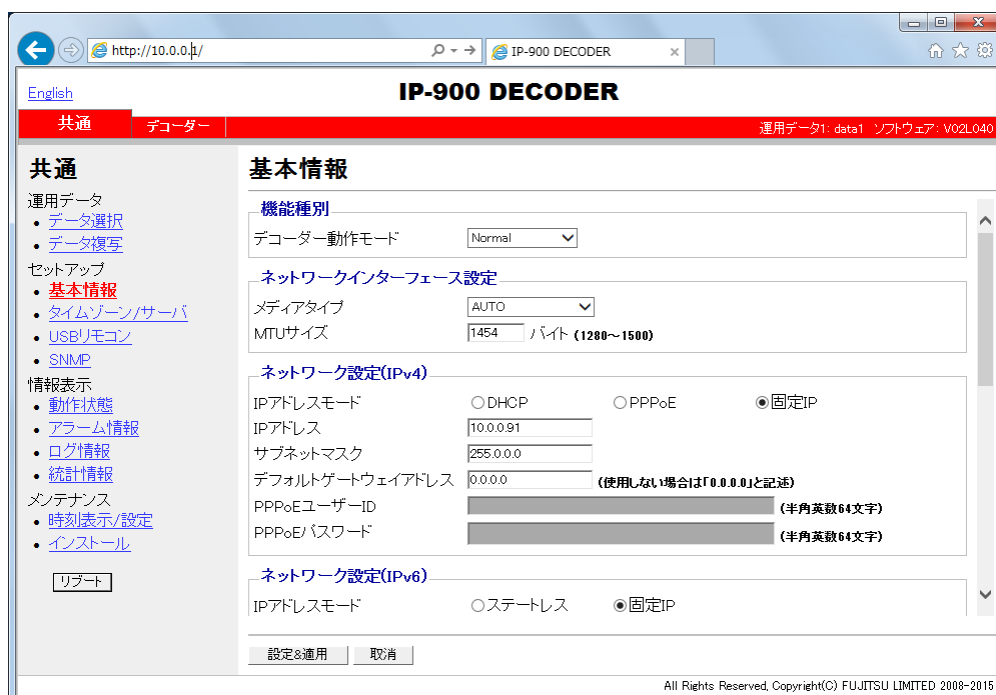 http://10.0.0.1/
IP-900 DECODER
English
IP-900 DECODER
共通
デコーダー
運用データ1: data1 ソフトウェア: V02L040
共通
運用データ
データ選択
データ複写
セットアップ
基本情報
タイムゾーン/サーバ
USBリモコン
SNMP
情報表示
動作状態
アラーム情報
ログ情報
統計情報
メンテナンス
時刻表示/設定
インストール
リブート
基本情報
機能種別
デコーダー動作モード Normal
ネットワークインターフェース設定
メディアタイプ AUTO
MTUサイズ 1454 バイト (1280～1500)
ネットワーク設定(IPv4)
IPアドレスモード DHCP PPPoE 固定IP
IPアドレス 10.0.0.91
サブネットマスク 255.0.0.0
デフォルトゲートウェイアドレス 0.0.0.0 (使用しない場合は「0.0.0.0」と記述)
PPPoEユーザーID (半角英数64文字)
PPPoEパスワード (半角英数64文字)
ネットワーク設定(IPv6)
IPアドレスモード ステートレス 固定IP
設定&適用 取消
All Rights Reserved, Copyright(C) FUJITSU LIMITED 2008-2015